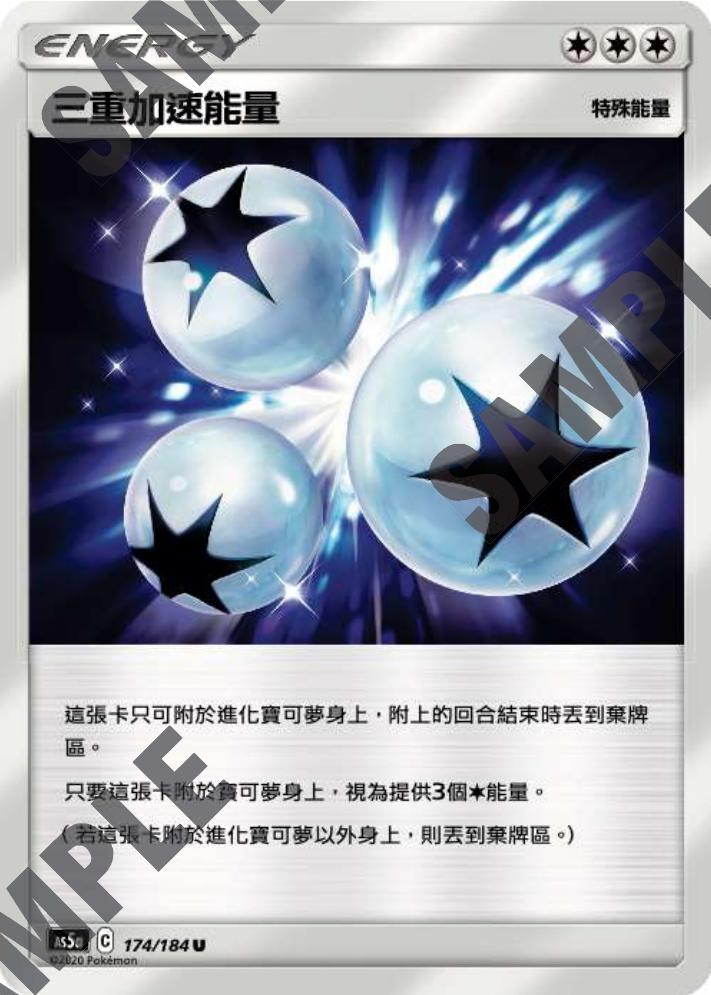 ENERGY
三重加速能量
特殊能量
這張卡只可附於進化寶可夢身上，附上的回合結束時丟到棄牌
區。
只要這張卡附於寶可夢身上，視為提供3個✶能量。
（若這張卡附於進化寶可夢以外身上，則丟到棄牌區。）
C 174/184 U
©2020 Pokémon
SAMPLE
SAMPLE
SAMPLE